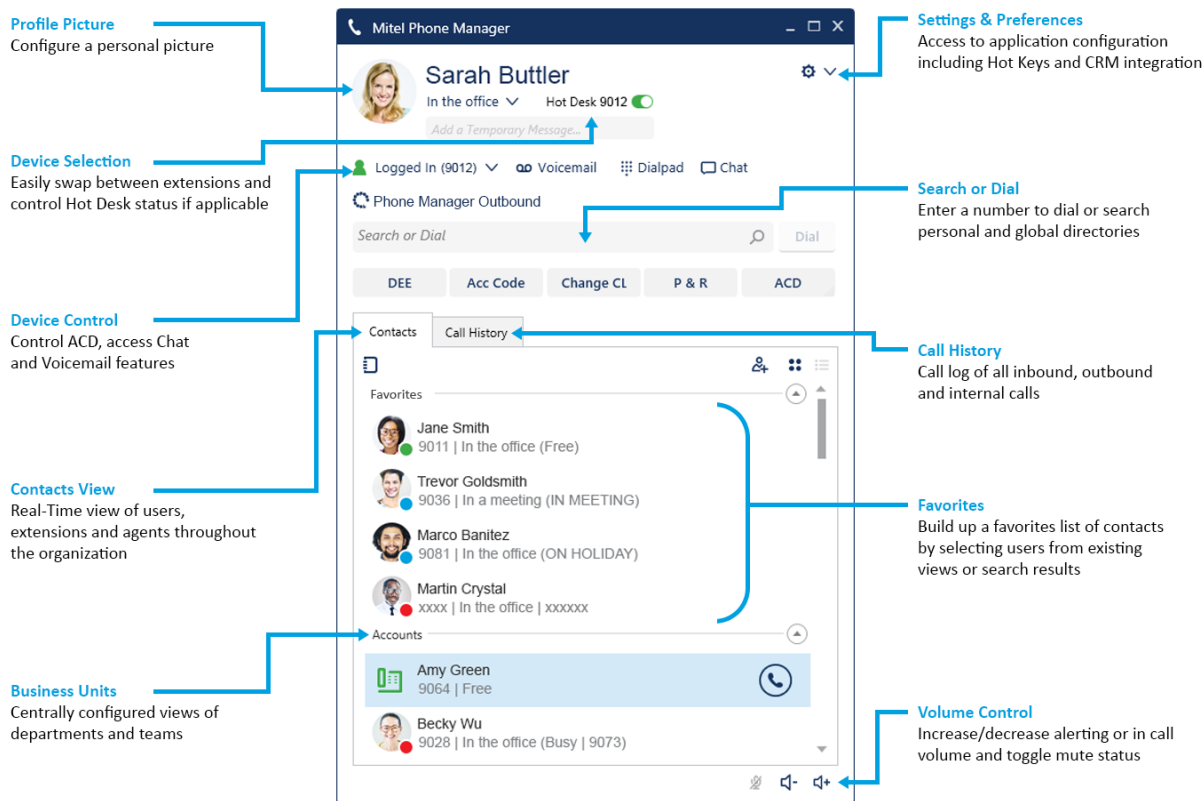 Profile Picture
Configure a personal picture
Device Selection
Easily swap between extensions and
control Hot Desk status if applicable
Device Control
Control ACD, access Chat
and Voicemail features
Contacts View
Real-Time view of users,
extensions and agents throughout
the organization
Business Units
Centrally configured views of
departments and teams
Mitel Phone Manager
Sarah Buttler
In the office
Hot Desk 9012
Add a Temporary Message...
Logged In (9012) Voicemail Dialpad Chat
Phone Manager Outbound
Search or Dial Dial
DEE Acc Code Change CL P & R ACD
Contacts Call History
Favorites
Jane Smith
9011 | In the office (Free)
Trevor Goldsmith
9036 | In a meeting (IN MEETING)
Marco Banitez
9081 | In the office (ON HOLIDAY)
Martin Crystal
xxxx | In the office | xxxxxx
Accounts
Amy Green
9064 | Free
Becky Wu
9028 | In the office (Busy | 9073)
Settings & Preferences
Access to application configuration
including Hot Keys and CRM integration
Search or Dial
Enter a number to dial or search
personal and global directories
Call History
Call log of all inbound, outbound
and internal calls
Favorites
Build up a favorites list of contacts
by selecting users from existing
views or search results
Volume Control
Increase/decrease alerting or in call
volume and toggle mute status